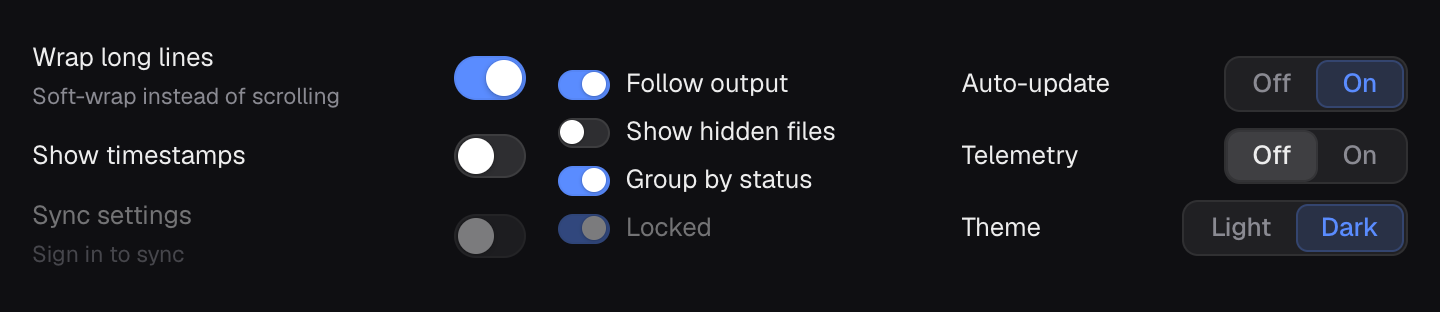 Wrap long lines
Soft-wrap instead of scrolling
Show timestamps
Sync settings
Sign in to sync
Follow output
Show hidden files
Group by status
Locked
Auto-update Off On
Telemetry Off On
Theme Light Dark